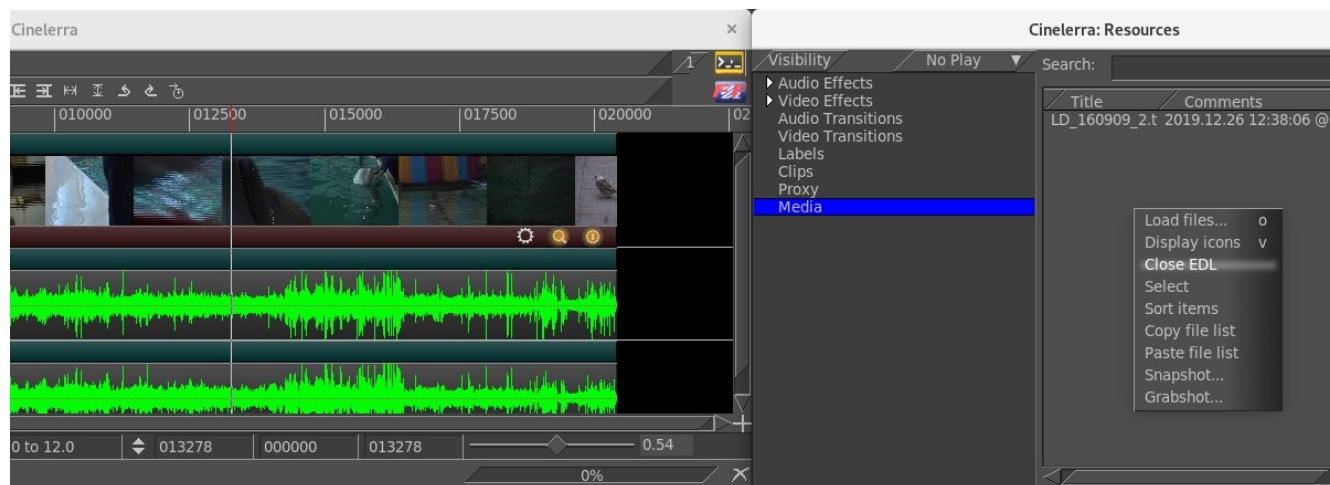 Cinelerra
×
Cinelerra: Resources
1
Visibility
No Play
Search:
010000
012500
015000
017500
020000
02
Audio Effects
Video Effects
Audio Transitions
Video Transitions
Labels
Clips
Proxy
Media
Title
Comments
LD_160909_2.t 2019.12.26 12:38:06 @
Load files... o
Display icons v
Close EDL
Select
Sort items
Copy file list
Paste file list
Snapshot...
Grabshot...
0 to 12.0
013278
000000
013278
0.54
0%